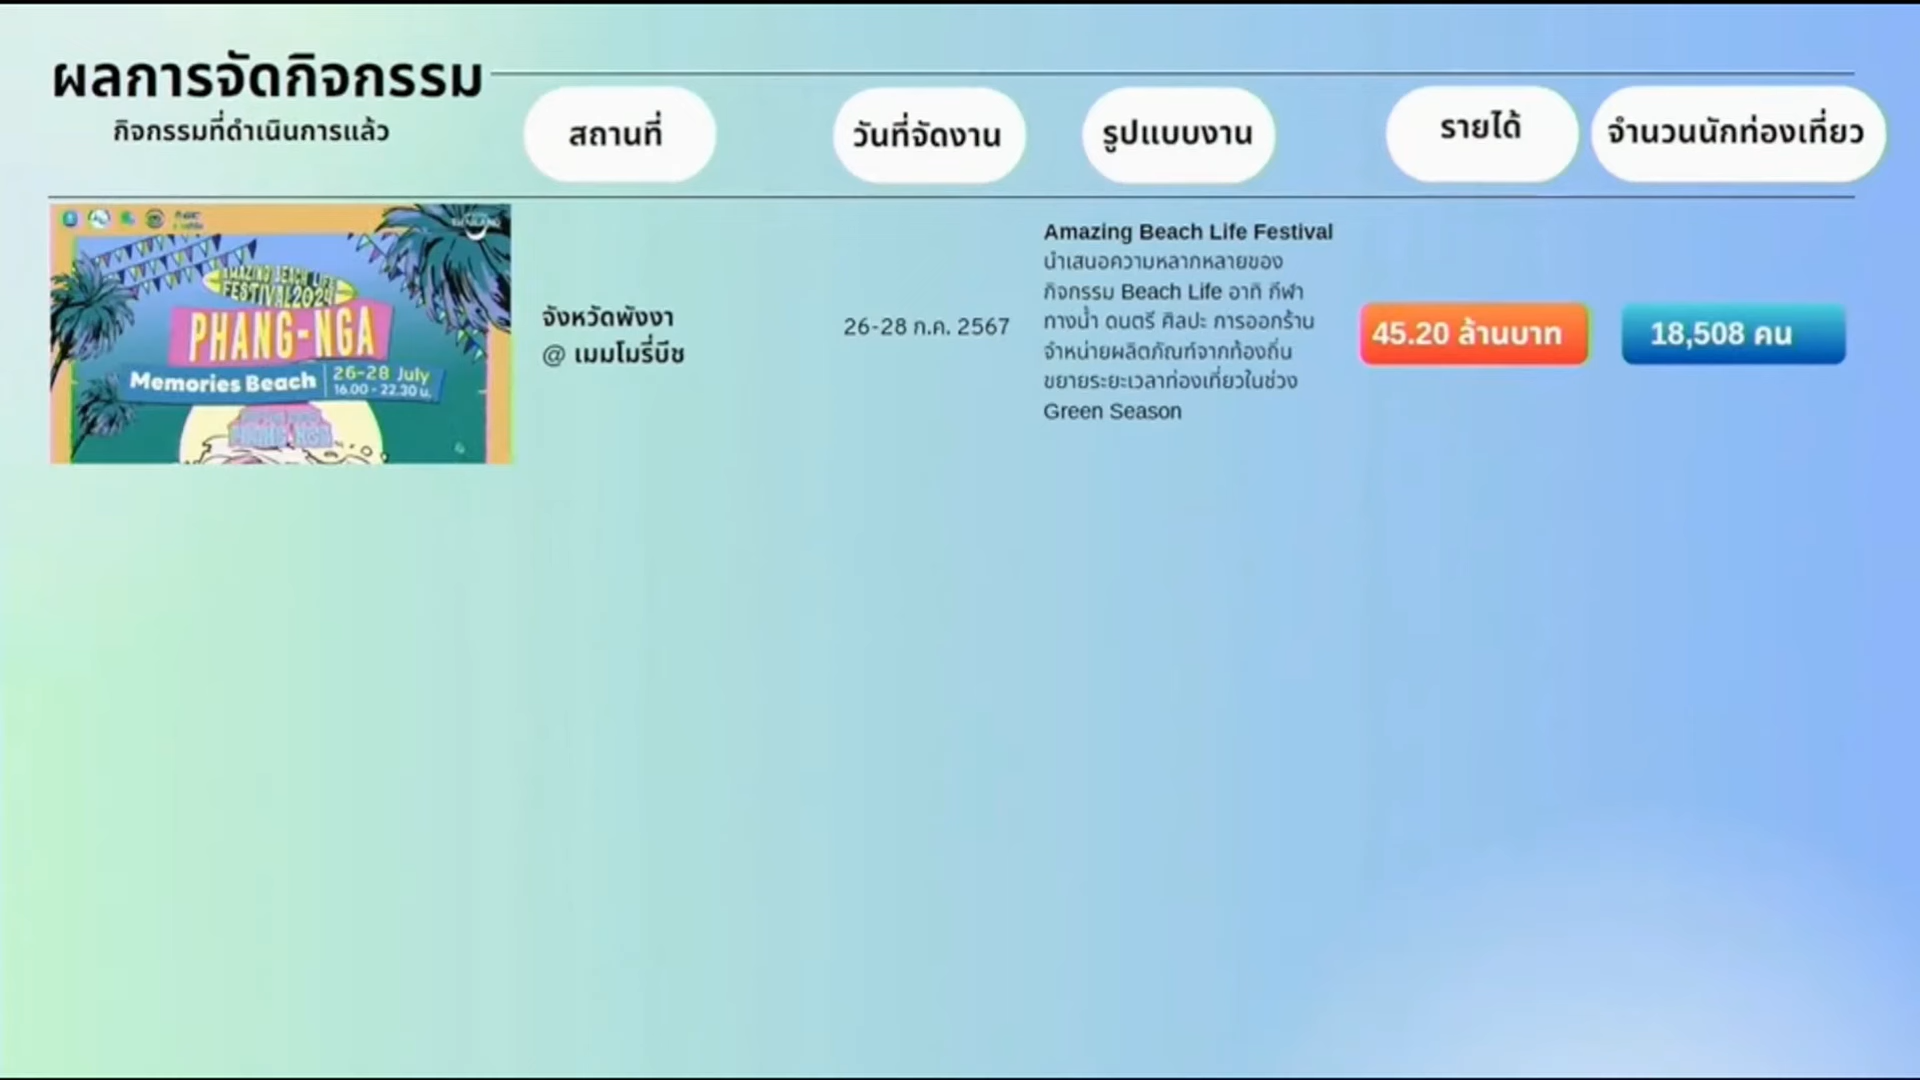 ผลการจัดกิจกรรม
กิจกรรมที่ดำเนินการแล้ว
สถานที่
วันที่จัดงาน
รูปแบบงาน
รายได้
จำนวนนักท่องเที่ยว
AMAZING BEACH LIFE
FESTIVAL 2024
PHANG-NGA
Memories Beach
26-28 July
16.00 - 22.30 น.
จังหวัดพังงา
@ เมมโมรี่บีช
26-28 ก.ค. 2567
Amazing Beach Life Festival
นำเสนอความหลากหลายของ
กิจกรรม Beach Life อาทิ กีฬา
ทางน้ำ ดนตรี ศิลปะ การออกร้าน
จำหน่ายผลิตภัณฑ์จากท้องถิ่น
ขยายระยะเวลาท่องเที่ยวในช่วง
Green Season
45.20 ล้านบาท
18,508 คน